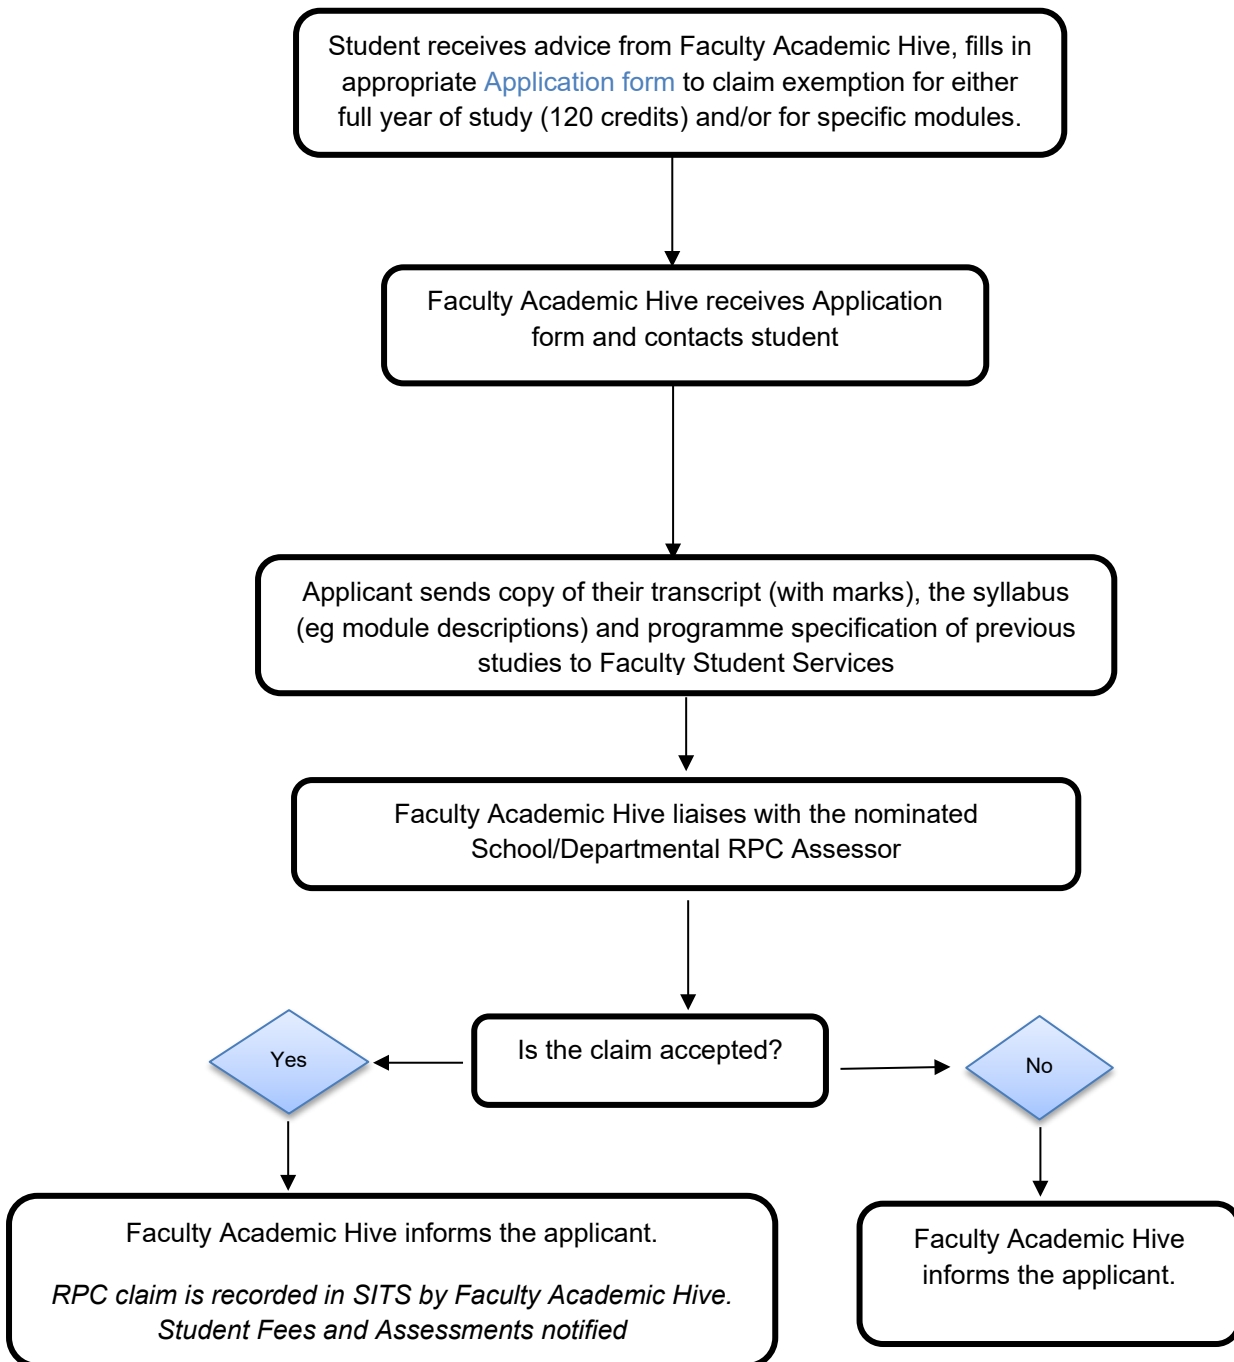 Student receives advice from Faculty Academic Hive, fills in
appropriate Application form to claim exemption for either
full year of study (120 credits) and/or for specific modules.
Faculty Academic Hive receives Application
form and contacts student
Applicant sends copy of their transcript (with marks), the syllabus
(eg module descriptions) and programme specification of previous
studies to Faculty Student Services
Faculty Academic Hive liaises with the nominated
School/Departmental RPC Assessor
Is the claim accepted?
Yes
No
Faculty Academic Hive informs the applicant.
RPC claim is recorded in SITS by Faculty Academic Hive.
Student Fees and Assessments notified
Faculty Academic Hive
informs the applicant.